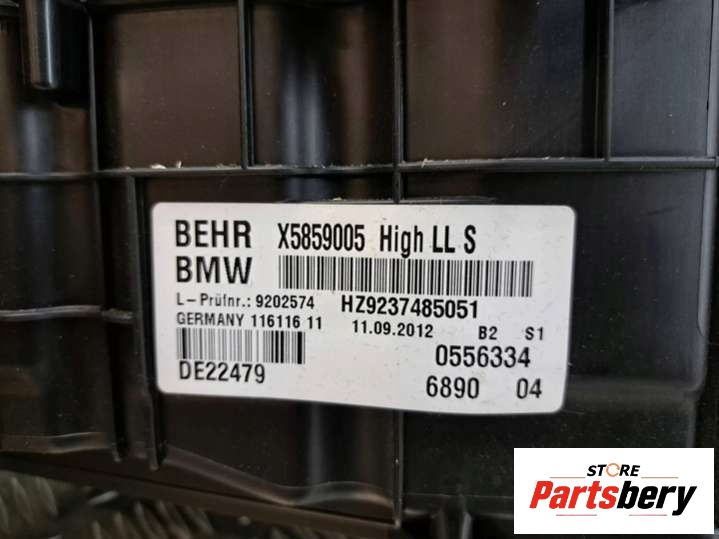 BEHR X5859005 High LL S
BMW
L-Prüfnr.: 9202574 HZ9237485051
GERMANY 116116 11 11.09.2012 B2 S1
0556334
DE22479 6890 04
STORE
Partsbery